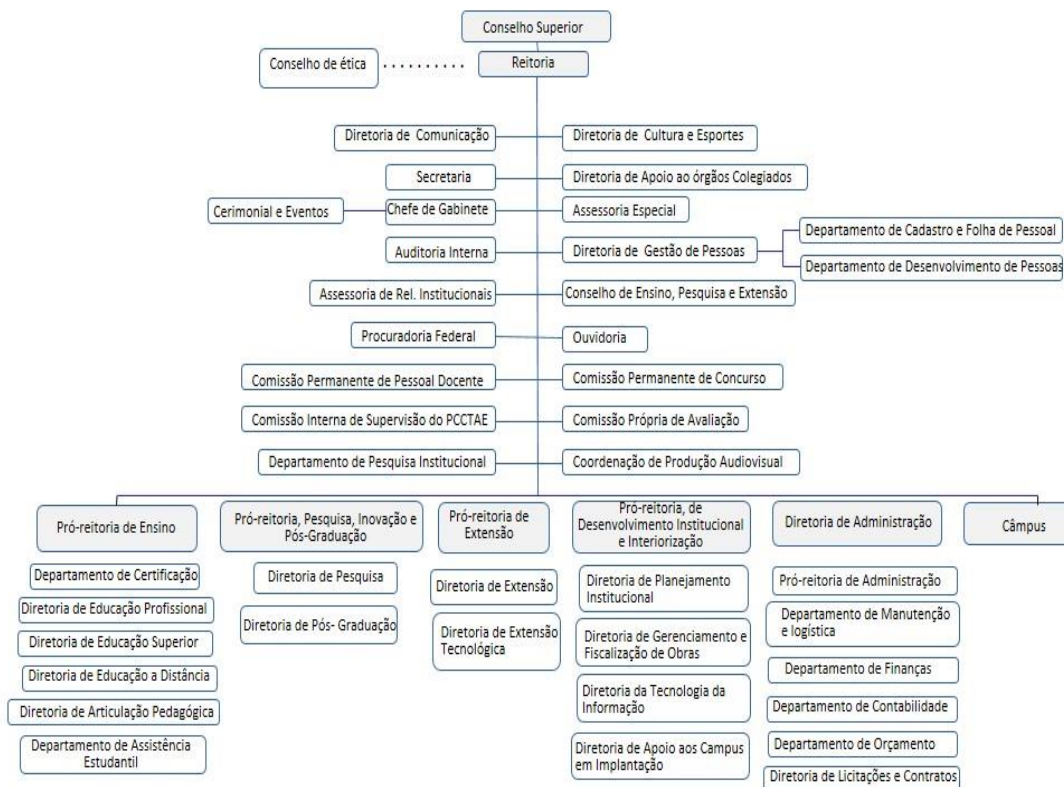 Conselho Superior
Conselho de ética
Reitoria
Diretoria de Comunicação
Diretoria de Cultura e Esportes
Secretaria
Diretoria de Apoio ao órgãos Colegiados
Cerimonial e Eventos
Chefe de Gabinete
Assessoria Especial
Departamento de Cadastro e Folha de Pessoal
Auditoria Interna
Diretoria de Gestão de Pessoas
Departamento de Desenvolvimento de Pessoas
Assessoria de Rel. Institucionais
Conselho de Ensino, Pesquisa e Extensão
Procuradoria Federal
Ouvidoria
Comissão Permanente de Pessoal Docente
Comissão Permanente de Concurso
Comissão Interna de Supervisão do PCCTAE
Comissão Própria de Avaliação
Departamento de Pesquisa Institucional
Coordenação de Produção Audiovisual
Pró-reitoria de Ensino
Departamento de Certificação
Diretoria de Educação Profissional
Diretoria de Educação Superior
Diretoria de Educação a Distância
Diretoria de Articulação Pedagógica
Departamento de Assistência
Estudantil
Pró-reitoria, Pesquisa, Inovação e
Pós-Graduação
Diretoria de Pesquisa
Diretoria de Pós- Graduação
Pró-reitoria de
Extensão
Diretoria de Extensão
Diretoria de Extensão
Tecnológica
Pró-reitoria, de
Desenvolvimento Institucional
e Interiorização
Diretoria de Planejamento
Institucional
Diretoria de Gerenciamento e
Fiscalização de Obras
Diretoria da Tecnologia da
Informação
Diretoria de Apoio aos Campus
em Implantação
Diretoria de Administração
Pró-reitoria de Administração
Departamento de Manutenção
e logística
Departamento de Finanças
Departamento de Contabilidade
Departamento de Orçamento
Diretoria de Licitações e Contratos
Câmpus